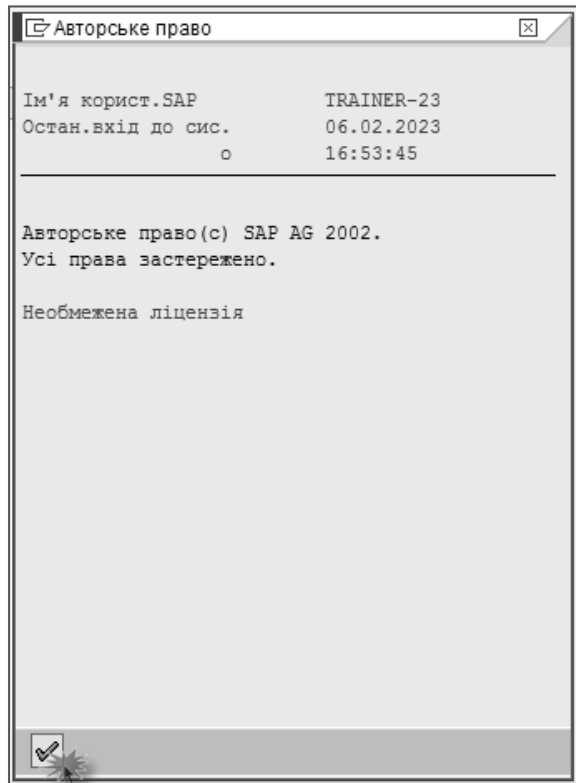 Авторське право
Ім'я корист.SAP TRAINER-23
Остан.вхід до сис. 06.02.2023
о 16:53:45
Авторське право(c) SAP AG 2002.
Усі права застережено.
Необмежена ліцензія